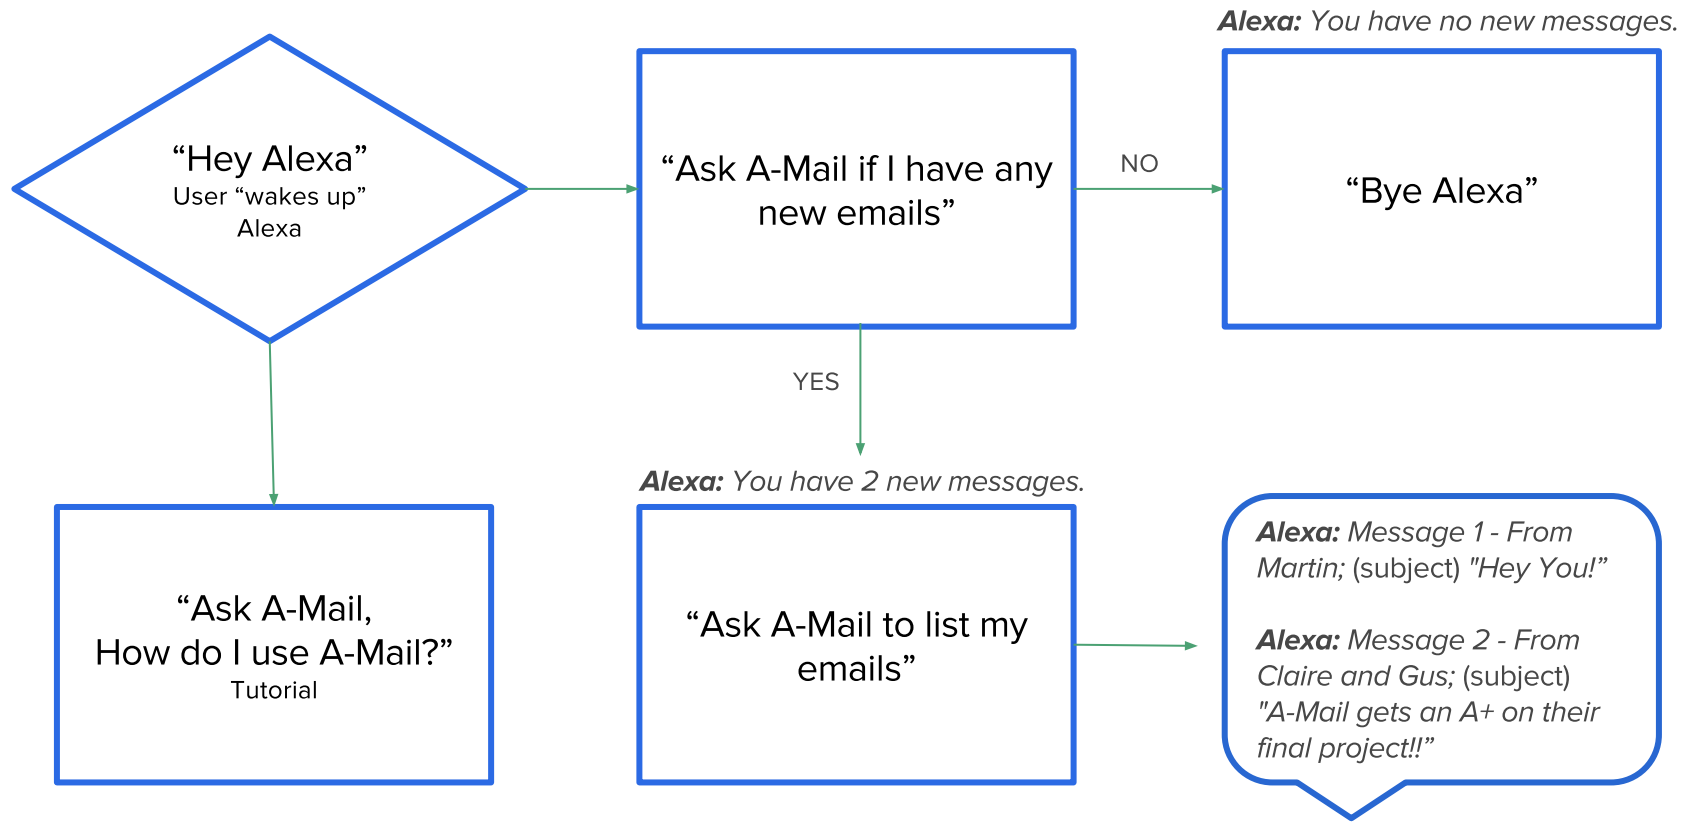 Alexa: You have no new messages.
“Hey Alexa”
User “wakes up”
Alexa
“Ask A-Mail if I have any
new emails”
NO
“Bye Alexa”
YES
Alexa: You have 2 new messages.
“Ask A-Mail,
How do I use A-Mail?”
Tutorial
“Ask A-Mail to list my
emails”
Alexa: Message 1 - From
Martin; (subject) "Hey You!”
Alexa: Message 2 - From
Claire and Gus; (subject)
"A-Mail gets an A+ on their
final project!!”